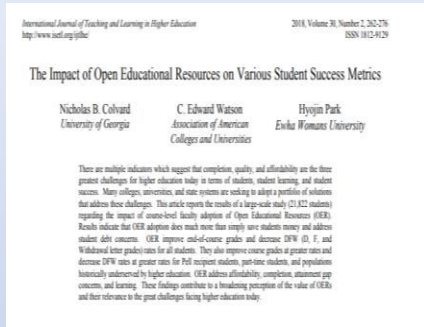 International Journal of Teaching and Learning in Higher Education
http://www.isetl.org/ijtlhe/
2018, Volume 30, Number 2, 262-276
ISSN 1812-9129
The Impact of Open Educational Resources on Various Student Success Metrics
Nicholas B. Colvard
University of Georgia
C. Edward Watson
Association of American
Colleges and Universities
Hyojin Park
Ewha Womans University
There are multiple indicators which suggest that completion, quality, and affordability are the three
greatest challenges for higher education today in terms of students, student learning, and student
success. Many colleges, universities, and state systems are seeking to adopt a portfolio of solutions
that address these challenges. This article reports the results of a large-scale study (21,822 students)
regarding the impact of course-level faculty adoption of Open Educational Resources (OER).
Results indicate that OER adoption does much more than simply save students money and address
student debt concerns. OER improve end-of-course grades and decrease DFW (D, F, and
Withdrawal letter grades) rates for all students. They also improve course grades at greater rates and
decrease DFW rates at greater rates for Pell recipient students, part-time students, and populations
historically underserved by higher education. OER address affordability, completion, attainment gap
concerns, and learning. These findings contribute to a broadening perception of the value of OERs
and their relevance to the great challenges facing higher education today.